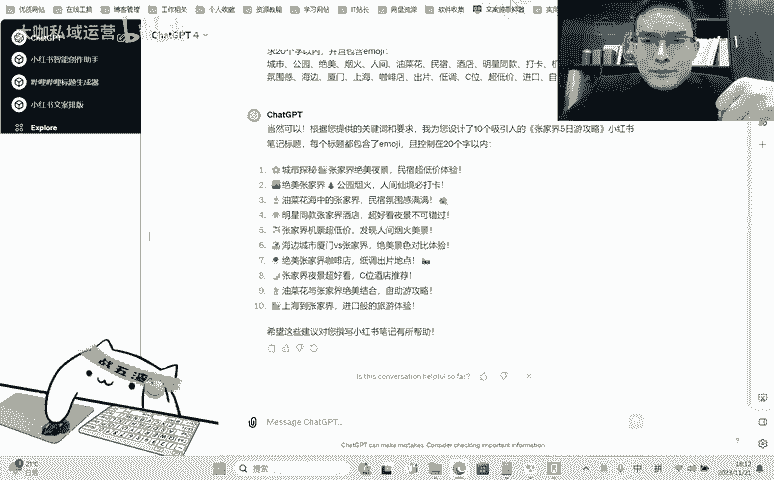 优质网站 在线工具 博客管理 工作相关 个人收藏 资源教程 学习网站 IT站长 网盘资源 软件收集
大咖私域运营
ChatGPT
ChatGPT 4
小红书智能创作助手
哔哩哔哩标题生成器
小红书文案排版
Explore
求20个字以内，并且包含emoji：
城市、公园、绝美、烟火、人间、油菜花、民宿、酒店、明星同款、打卡、机
氛围感、海边、厦门、上海、咖啡店、出片、低调、C位、超低价、进口、自
ChatGPT
当然可以！根据您提供的关键词和要求，我为您设计了10个吸引人的《张家界5日游攻略》小红书
笔记标题，每个标题都包含了emoji，且控制在20个字以内：
1. 城市探秘 张家界绝美夜景，民宿超低价体验！
2. 绝美张家界🌲公园烟火，人间仙境必打卡！
3. 油菜花海中的张家界，民宿氛围感满满！
4. 明星同款张家界酒店，超好看夜景不可错过！
5. 张家界机票超低价，发现人间烟火美景！
6. 海边城市厦门vs张家界，绝美景色对比体验！
7. 绝美张家界咖啡店，低调出片地点！
8. 张家界夜景超好看，C位酒店推荐！
9. 油菜花与张家界绝美结合，自助游攻略！
10. 上海到张家界，进口般的旅游体验！
希望这些建议对您撰写小红书笔记有所帮助！
Is this conversation helpful so far?
战五渣
Message ChatGPT…
ChatGPT can make mistakes. Consider checking important information.
21°C
搜索
中 拼
18:12
2023/11/21